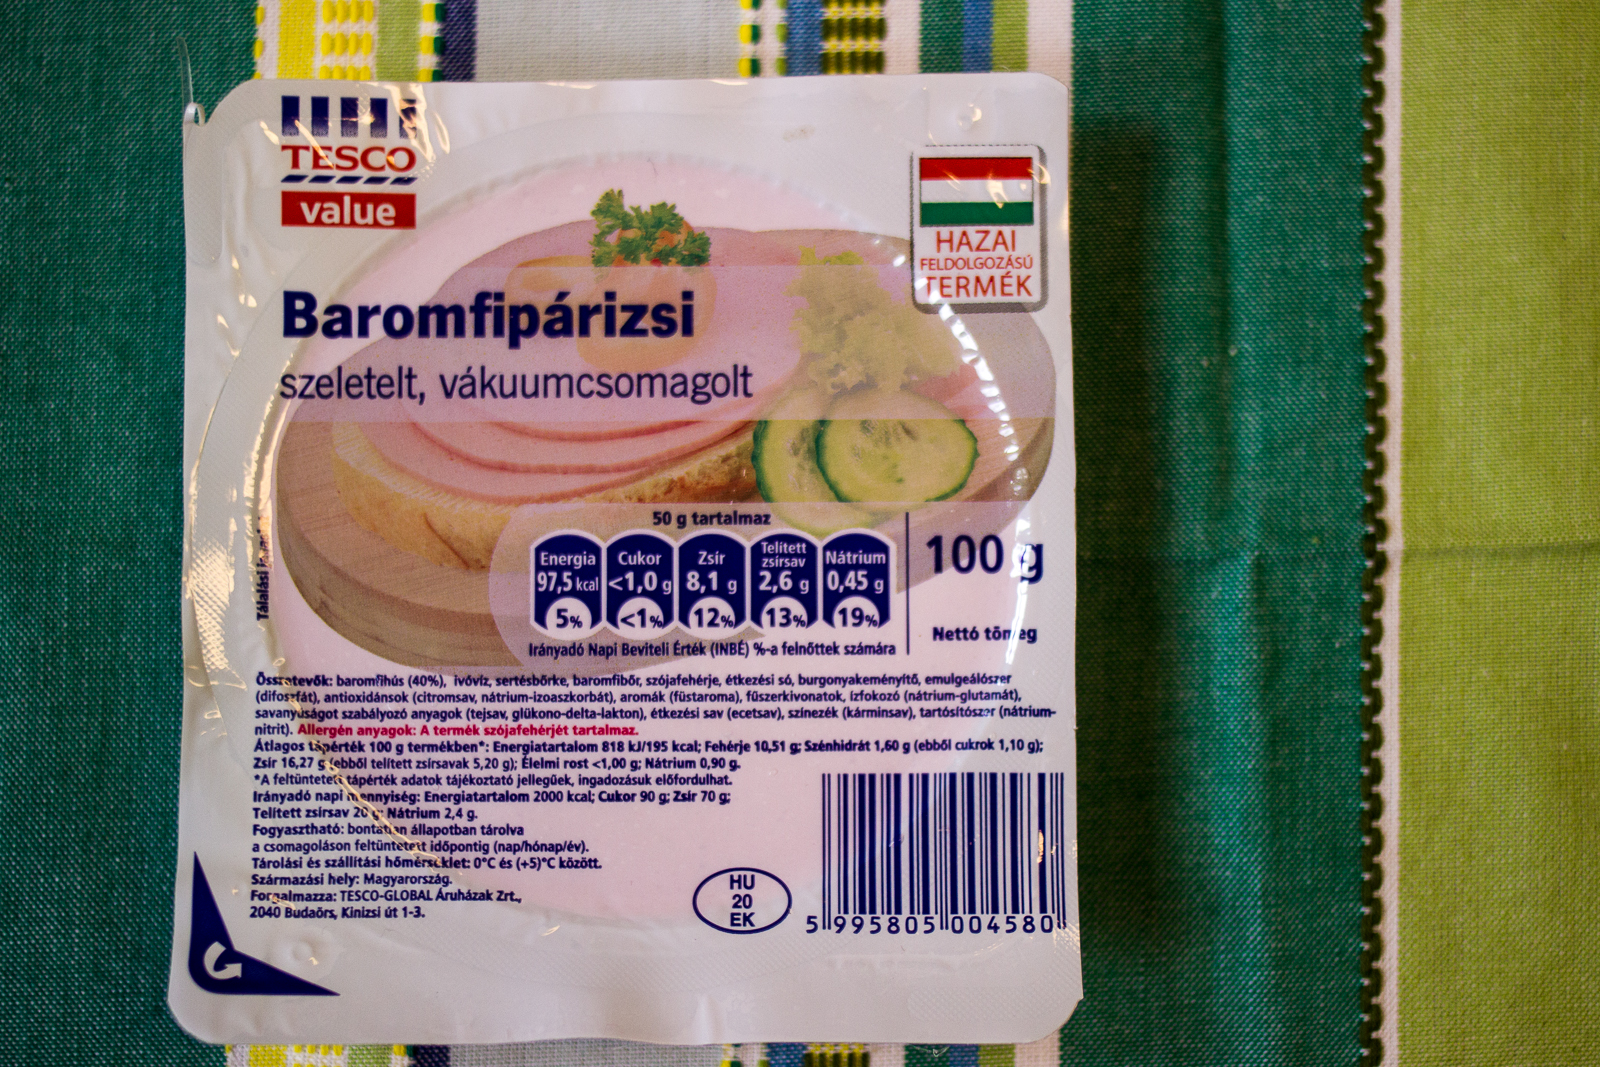 TESCO
value
HAZAI
FELDOLGOZÁSÚ
TERMÉK
Baromfipárizsi
szeletelt, vákuumcsomagolt
Tálalási
50 g tartalmaz
Energia 97,5 kcal 5%
Cukor <1,0 g <1%
Zsír 8,1 g 12%
Telített zsírsav 2,6 g 13%
Nátrium 0,45 g 19%
Irányadó Napi Beviteli Érték (INBÉ) %-a felnőttek számára
100 g
Nettó tömeg
Összetevők: baromfihús (40%), ivóvíz, sertésbőrke, baromfibőr, szójafehérje, étkezési só, burgonyakeményítő, emulgeálószer
(difoszfát), antioxidánsok (citromsav, nátrium-izoaszkorbát), aromák (füstaroma), fűszerkivonatok, ízfokozó (nátrium-glutamát),
savanyúságot szabályozó anyagok (tejsav, glükono-delta-lakton), étkezési sav (ecetsav), színezék (kárminsav), tartósítószer (nátrium-
nitrit). Allergén anyagok: A termék szójafehérjét tartalmaz.
Átlagos tápérték 100 g termékben*: Energiatartalom 818 kJ/195 kcal; Fehérje 10,51 g; Szénhidrát 1,60 g (ebből cukrok 1,10 g);
Zsír 16,27 g (ebből telített zsírsavak 5,20 g); Élelmi rost <1,00 g; Nátrium 0,90 g.
*A feltüntetett tápérték adatok tájékoztató jellegűek, ingadozásuk előfordulhat.
Irányadó napi mennyiség: Energiatartalom 2000 kcal; Cukor 90 g; Zsír 70 g;
Telített zsírsav 20 g; Nátrium 2,4 g.
Fogyasztható: bontatlan állapotban tárolva
a csomagoláson feltüntetett időpontig (nap/hónap/év).
Tárolási és szállítási hőmérséklet: 0°C és (+5)°C között.
Származási hely: Magyarország.
Forgalmazza: TESCO-GLOBAL Áruházak Zrt.,
2040 Budaörs, Kinizsi út 1-3.
HU
20
EK
5 995805 004580